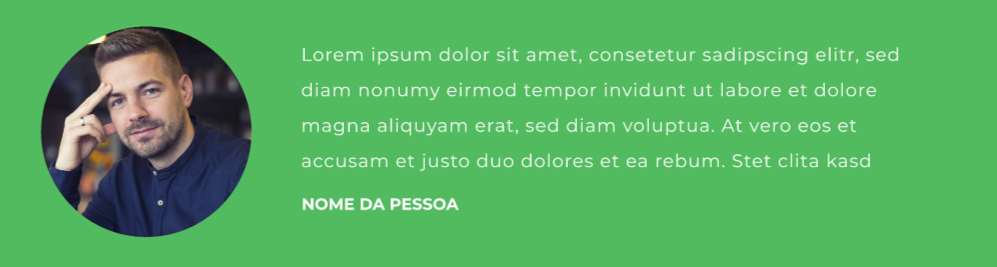 Lorem ipsum dolor sit amet, consetetur sadipscing elitr, sed
diam nonumy eirmod tempor invidunt ut labore et dolore
magna aliquyam erat, sed diam voluptua. At vero eos et
accusam et justo duo dolores et ea rebum. Stet clita kasd
NOME DA PESSOA